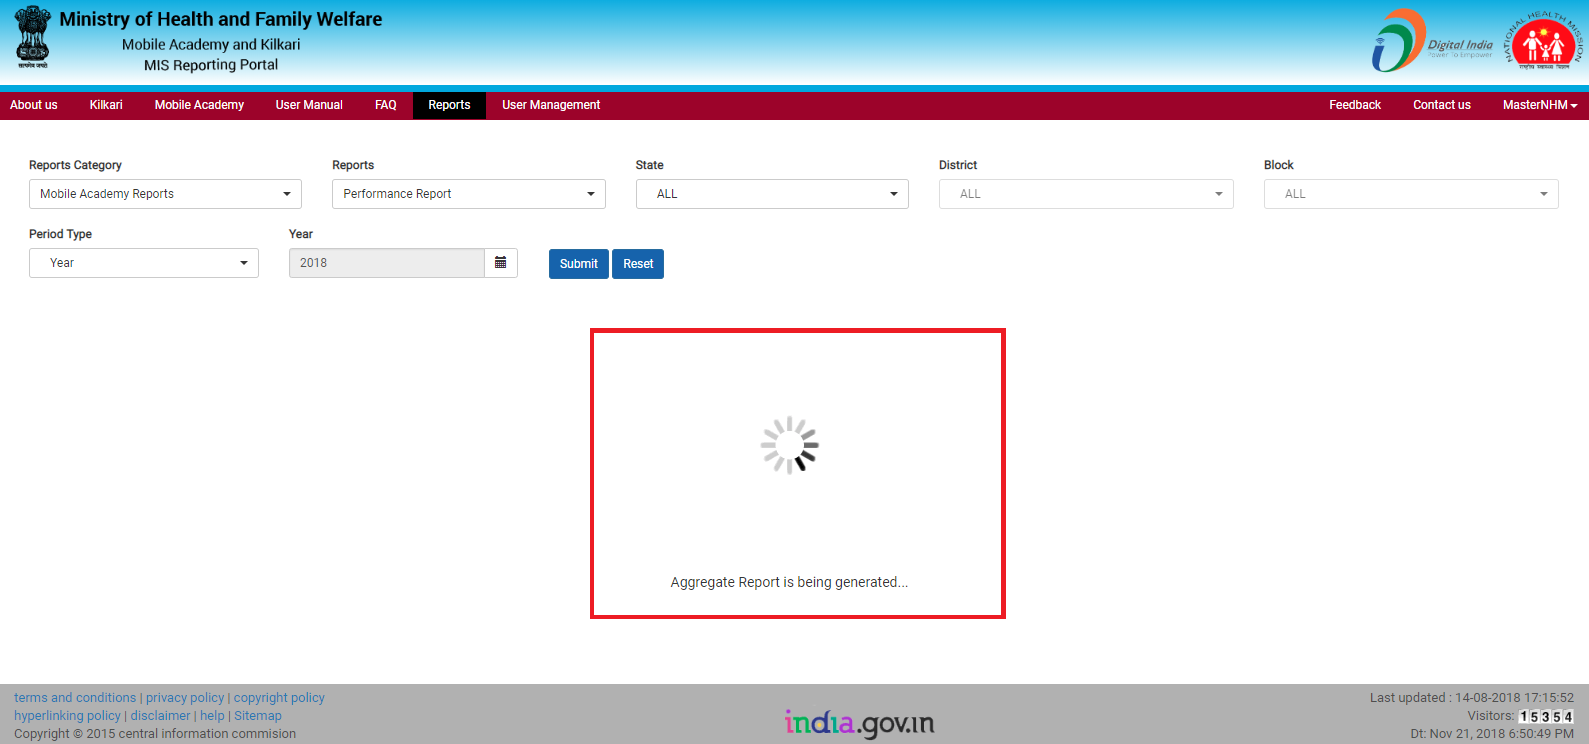 Ministry of Health and Family Welfare
Mobile Academy and Kilkari
MIS Reporting Portal
सत्यमेव जयते
Digital India
Power To Empower
NATIONAL HEALTH MISSION
राष्ट्रीय स्वास्थ्य मिशन
About us Kilkari Mobile Academy User Manual FAQ Reports User Management Feedback Contact us MasterNHM
Reports Category Reports State District Block
Mobile Academy Reports Performance Report ALL ALL ALL
Period Type Year
Year 2018 Submit Reset
Aggregate Report is being generated...
terms and conditions | privacy policy | copyright policy
hyperlinking policy | disclaimer | help | Sitemap
Copyright © 2015 central information commision
india.gov.in
Last updated : 14-08-2018 17:15:52
Visitors: 15354
Dt: Nov 21, 2018 6:50:49 PM